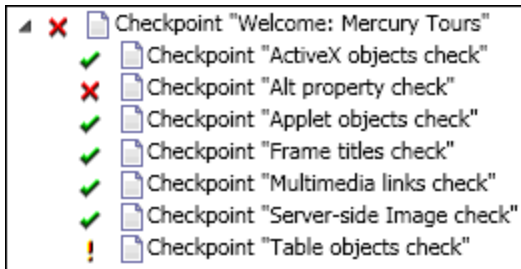 Checkpoint "Welcome: Mercury Tours"
Checkpoint "ActiveX objects check"
Checkpoint "Alt property check"
Checkpoint "Applet objects check"
Checkpoint "Frame titles check"
Checkpoint "Multimedia links check"
Checkpoint "Server-side Image check"
Checkpoint "Table objects check"